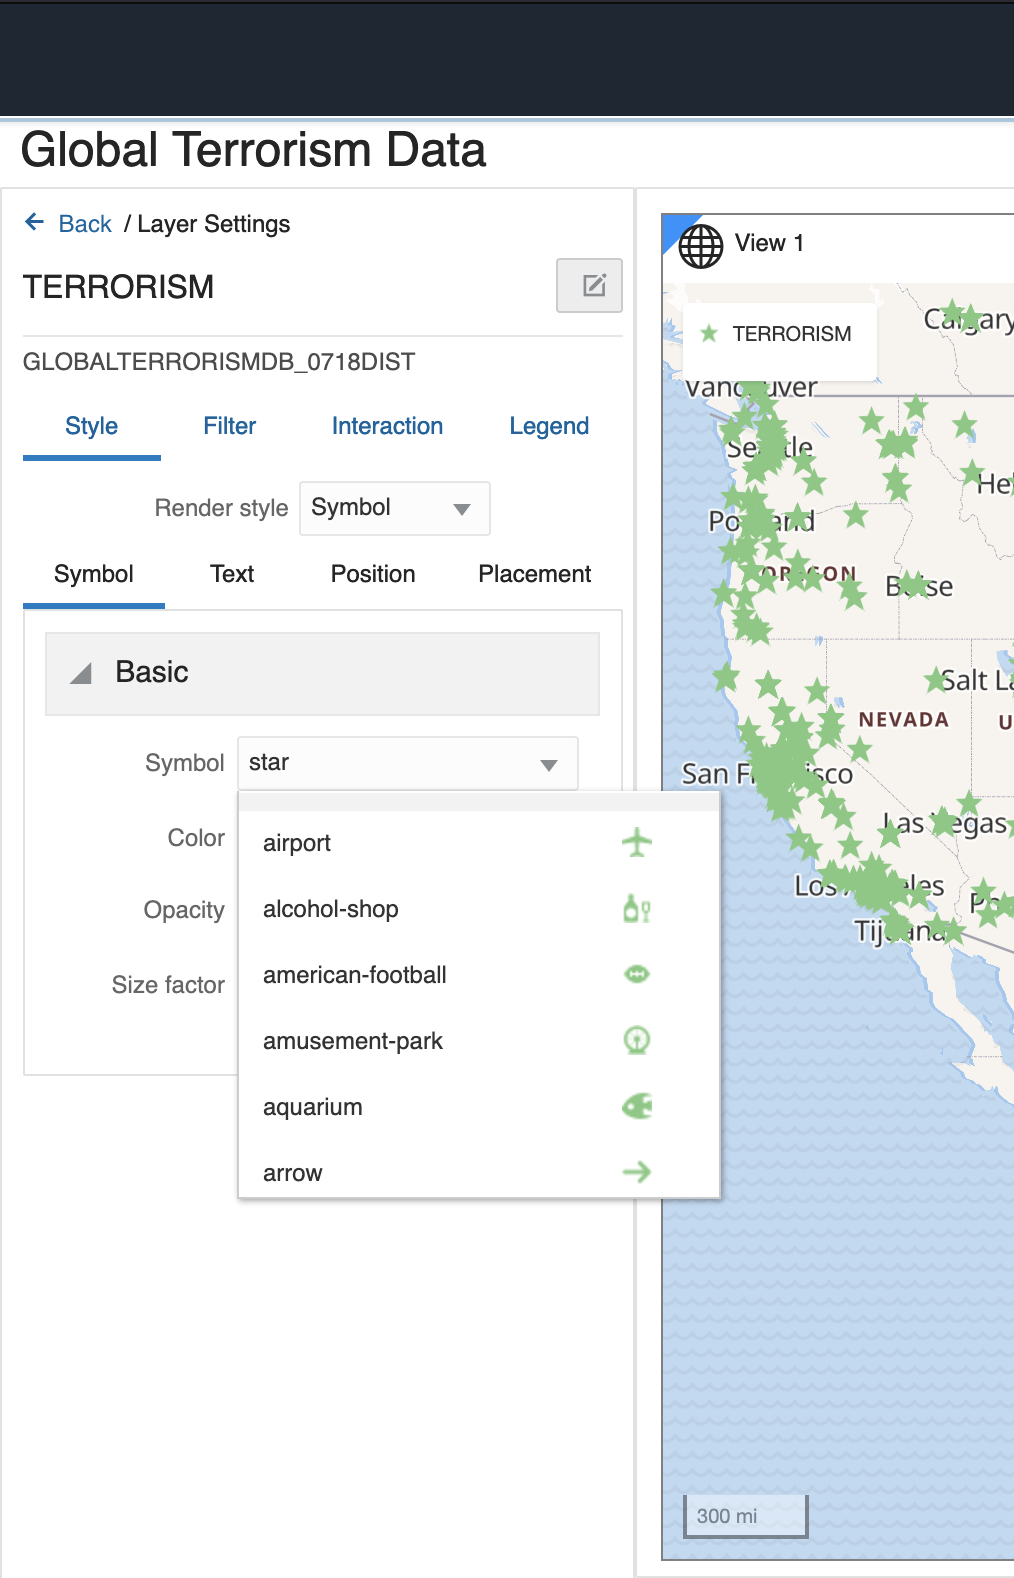 Global Terrorism Data
Back / Layer Settings
TERRORISM
GLOBALTERRORISMDB_0718DIST
Style Filter Interaction Legend
Render style Symbol
Symbol Text Position Placement
Basic
Symbol star
Color
Opacity
Size factor
airport
alcohol-shop
american-football
amusement-park
aquarium
arrow
View 1
TERRORISM
Calgary
Vancouver
Seattle
Hel
Portland
OREGON
Boise
Salt La
NEVADA
U
San Francisco
Las Vegas
Los Angeles
Tijuana
300 mi